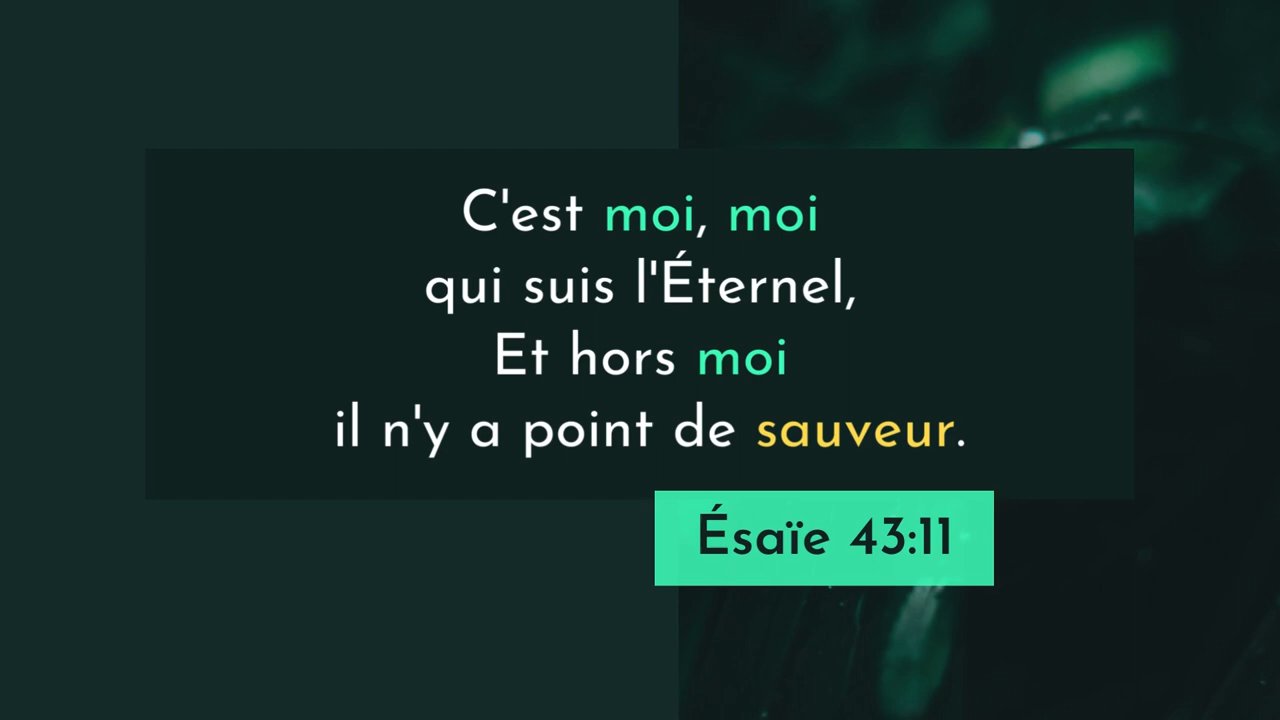 C'est moi, moi
qui suis l'Éternel,
Et hors moi
il n'y a point de sauveur.
Ésaïe 43:11